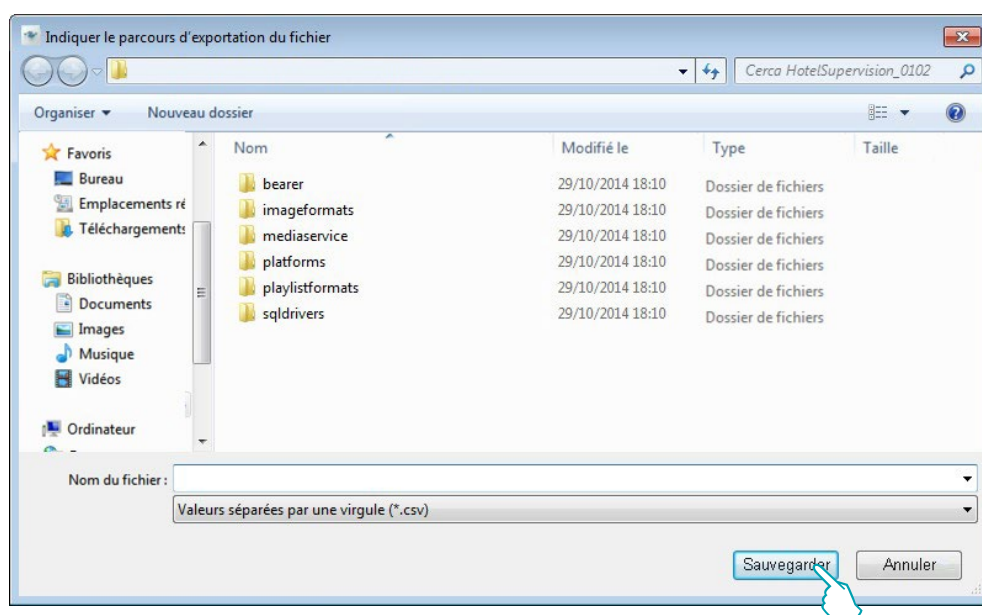 Indiquer le parcours d'exportation du fichier
Cerca HotelSupervision_0102
Organiser Nouveau dossier
Nom Modifié le Type Taille
Favoris
Bureau
Emplacements ré
Téléchargements
Bibliothèques
Documents
Images
Musique
Vidéos
Ordinateur
bearer 29/10/2014 18:10 Dossier de fichiers
imageformats 29/10/2014 18:10 Dossier de fichiers
mediaservice 29/10/2014 18:10 Dossier de fichiers
platforms 29/10/2014 18:10 Dossier de fichiers
playlistformats 29/10/2014 18:10 Dossier de fichiers
sqldrivers 29/10/2014 18:10 Dossier de fichiers
Nom du fichier :
Valeurs séparées par une virgule (*.csv)
Sauvegarder Annuler